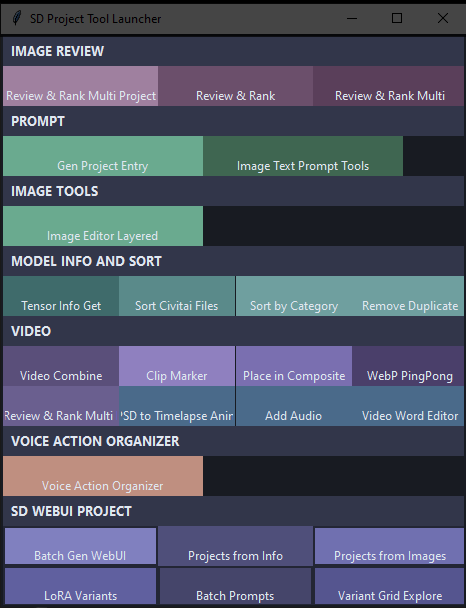 SD Project Tool Launcher
IMAGE REVIEW
Review & Rank Multi Project
Review & Rank
Review & Rank Multi
PROMPT
Gen Project Entry
Image Text Prompt Tools
IMAGE TOOLS
Image Editor Layered
MODEL INFO AND SORT
Tensor Info Get
Sort Civitai Files
Sort by Category
Remove Duplicate
VIDEO
Video Combine
Clip Marker
Place in Composite
WebP PingPong
Review & Rank Multi
PSD to Timelapse Anir
Add Audio
Video Word Editor
VOICE ACTION ORGANIZER
Voice Action Organizer
SD WEBUI PROJECT
Batch Gen WebUI
Projects from Info
Projects from Images
LoRA Variants
Batch Prompts
Variant Grid Explore